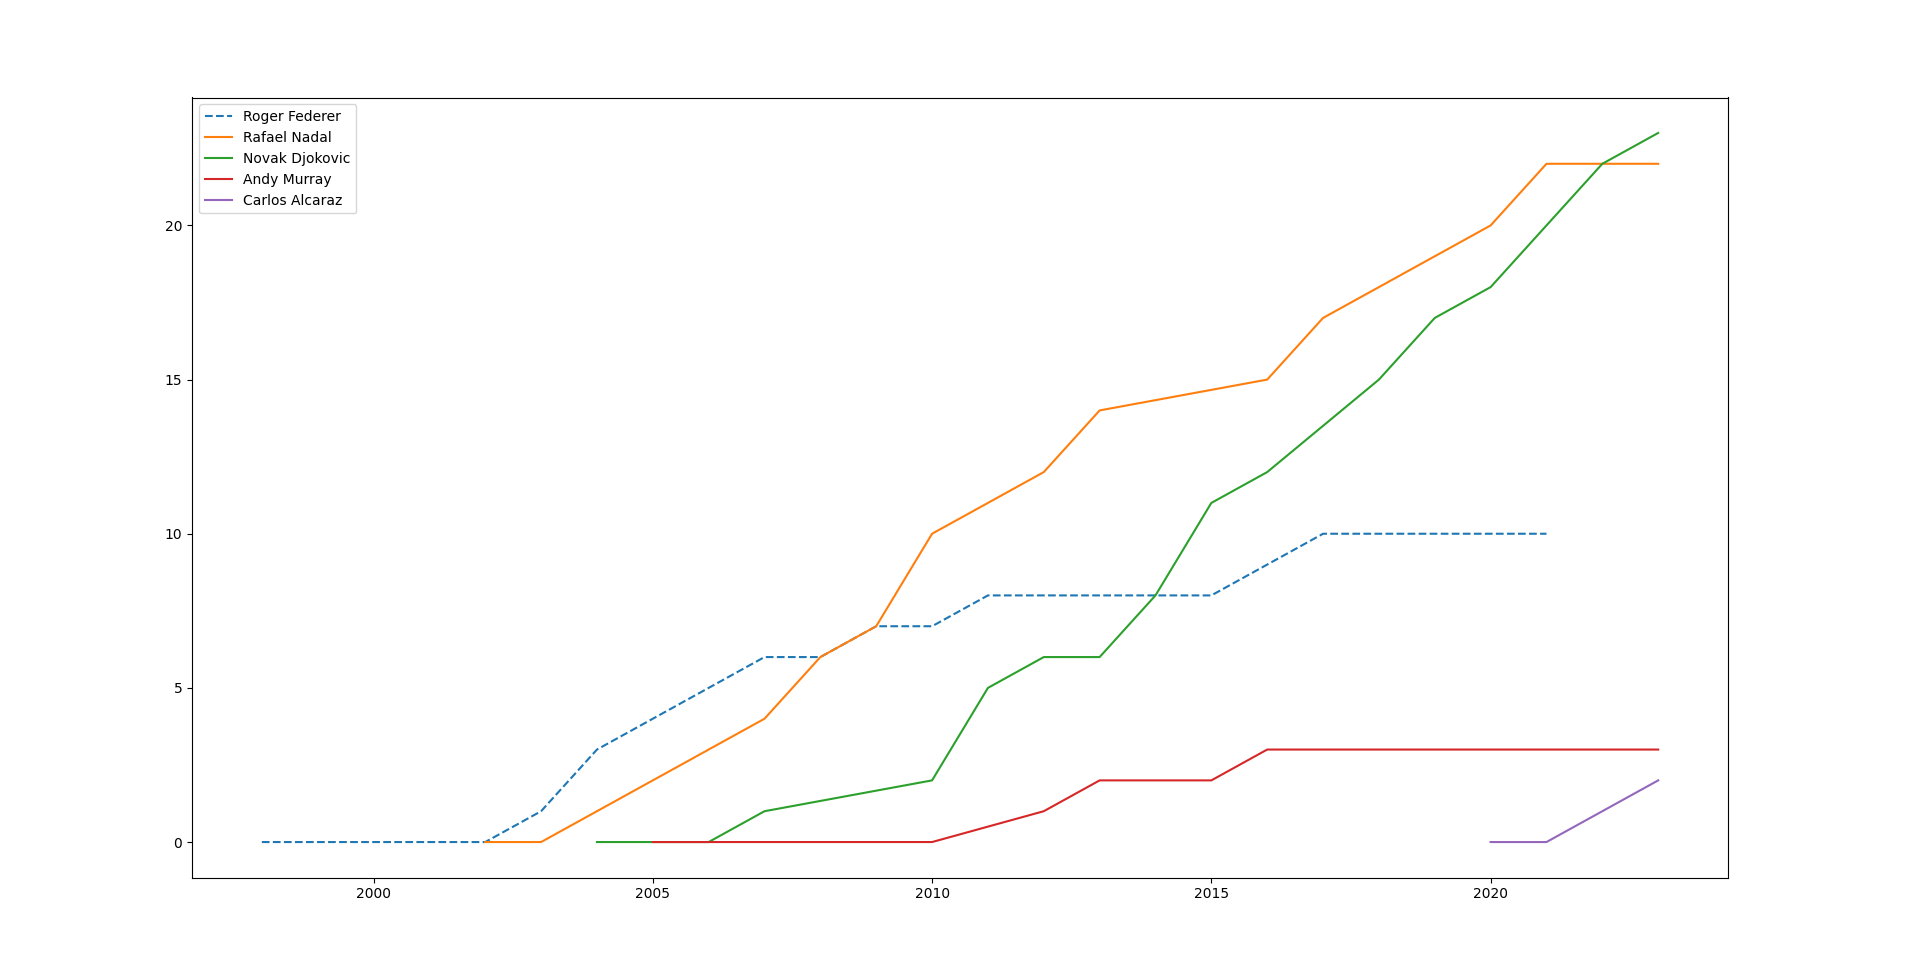 Roger Federer
Rafael Nadal
Novak Djokovic
Andy Murray
Carlos Alcaraz
20
15
10
5
0
2000 2005 2010 2015 2020